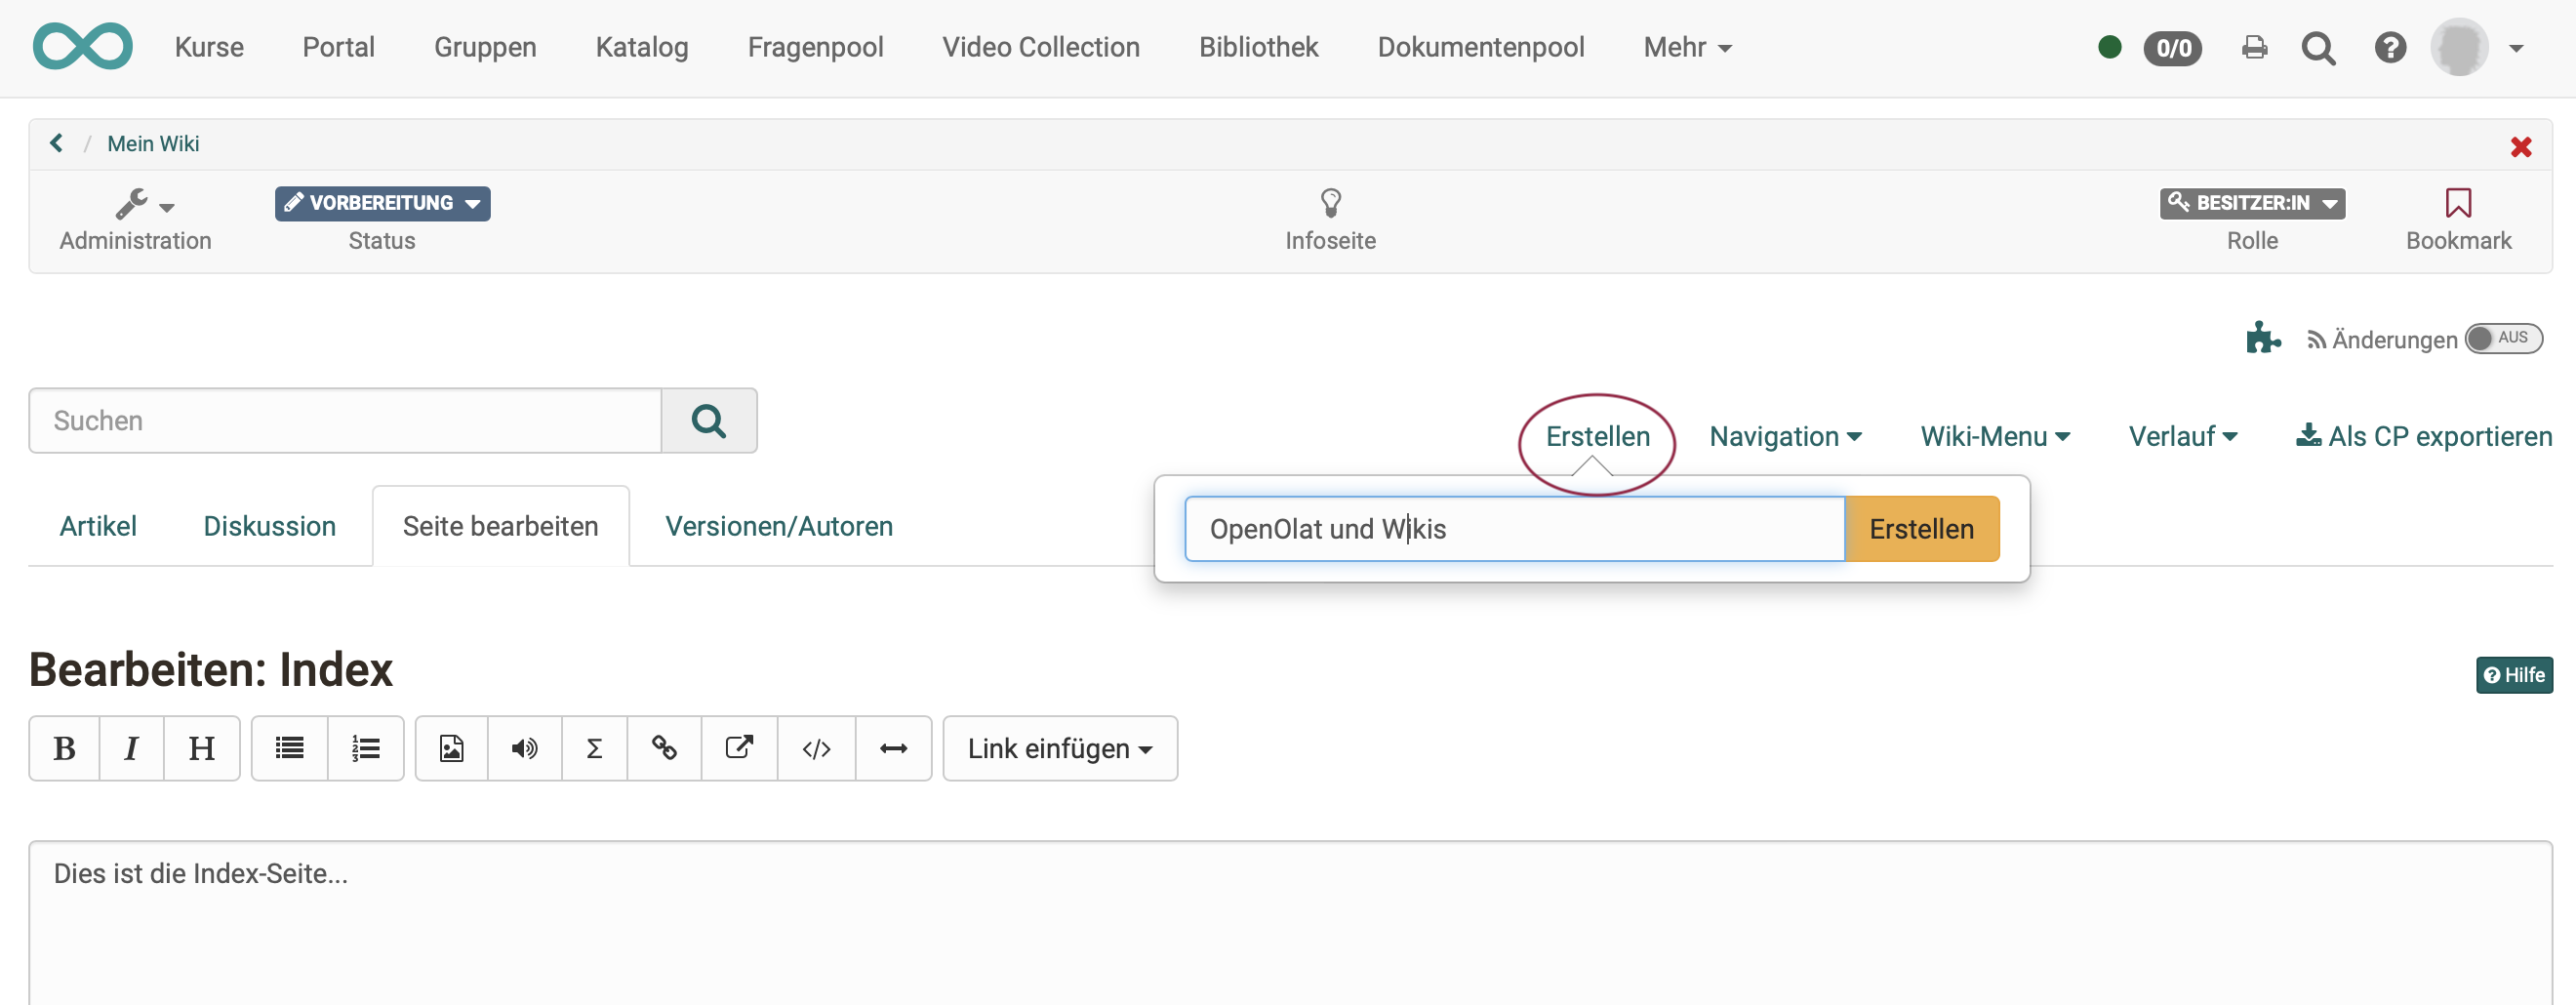 Kurse Portal Gruppen Katalog Fragenpool Video Collection Bibliothek Dokumentenpool Mehr 0/0
/ Mein Wiki
VORBEREITUNG BESITZER:IN
Administration Status Infoseite Rolle Bookmark
Änderungen AUS
Suchen
Erstellen Navigation Wiki-Menu Verlauf Als CP exportieren
Artikel Diskussion Seite bearbeiten Versionen/Autoren
OpenOlat und Wikis Erstellen
Bearbeiten: Index
Hilfe
B I H Σ </> Link einfügen
Dies ist die Index-Seite...